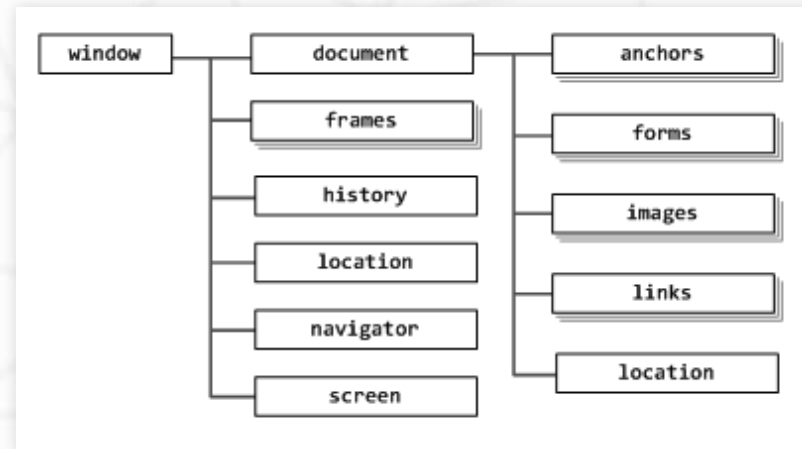 window
document
anchors
frames
forms
history
images
location
links
navigator
location
screen